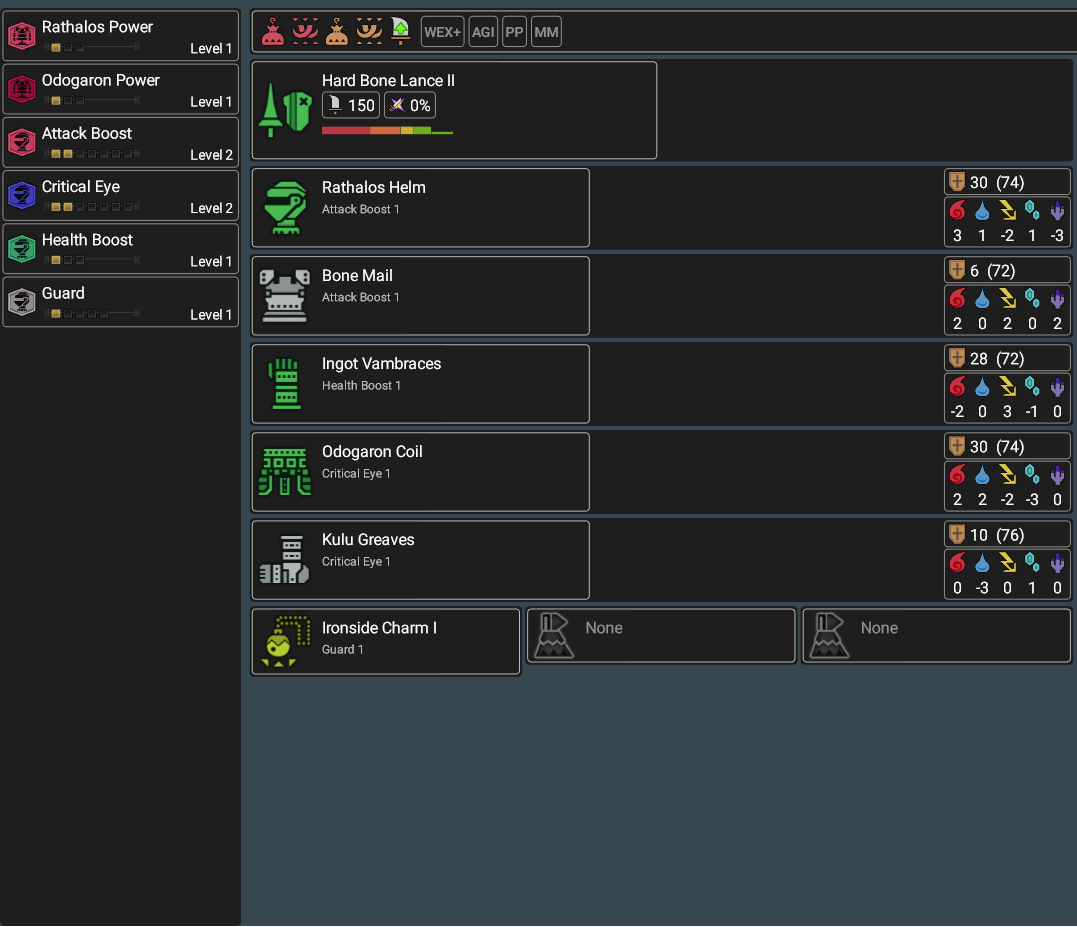 Rathalos Power
Level 1
Odogaron Power
Level 1
Attack Boost
Level 2
Critical Eye
Level 2
Health Boost
Level 1
Guard
Level 1
WEX+ AGI PP MM
Hard Bone Lance II
150 0%
Rathalos Helm
Attack Boost 1
30 (74)
3 1 -2 1 -3
Bone Mail
Attack Boost 1
6 (72)
2 0 2 0 2
Ingot Vambraces
Health Boost 1
28 (72)
-2 0 3 -1 0
Odogaron Coil
Critical Eye 1
30 (74)
2 2 -2 -3 0
Kulu Greaves
Critical Eye 1
10 (76)
0 -3 0 1 0
Ironside Charm I
Guard 1
None
None